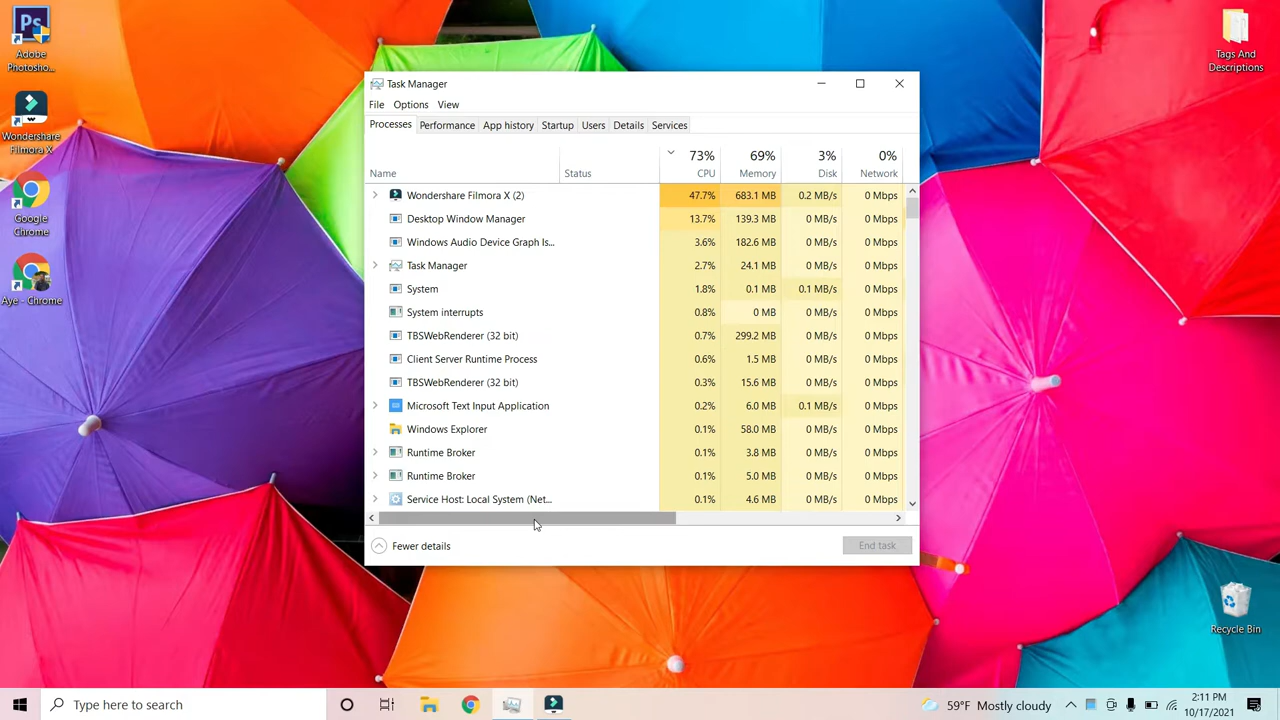 Adobe
Photosho...
Wondershare
Filmora X
Google
Chrome
Aye - Chrome
Tags And
Descriptions
Recycle Bin
Task Manager
File Options View
Processes Performance App history Startup Users Details Services
73% 69% 3% 0%
Name Status CPU Memory Disk Network
Wondershare Filmora X (2) 47.7% 683.1 MB 0.2 MB/s 0 Mbps
Desktop Window Manager 13.7% 139.3 MB 0 MB/s 0 Mbps
Windows Audio Device Graph Is... 3.6% 182.6 MB 0 MB/s 0 Mbps
Task Manager 2.7% 24.1 MB 0 MB/s 0 Mbps
System 1.8% 0.1 MB 0.1 MB/s 0 Mbps
System interrupts 0.8% 0 MB 0 MB/s 0 Mbps
TBSWebRenderer (32 bit) 0.7% 299.2 MB 0 MB/s 0 Mbps
Client Server Runtime Process 0.6% 1.5 MB 0 MB/s 0 Mbps
TBSWebRenderer (32 bit) 0.3% 15.6 MB 0 MB/s 0 Mbps
Microsoft Text Input Application 0.2% 6.0 MB 0.1 MB/s 0 Mbps
Windows Explorer 0.1% 58.0 MB 0 MB/s 0 Mbps
Runtime Broker 0.1% 3.8 MB 0 MB/s 0 Mbps
Runtime Broker 0.1% 5.0 MB 0 MB/s 0 Mbps
Service Host: Local System (Net... 0.1% 4.6 MB 0 MB/s 0 Mbps
Fewer details End task
Type here to search
59°F Mostly cloudy
2:11 PM
10/17/2021